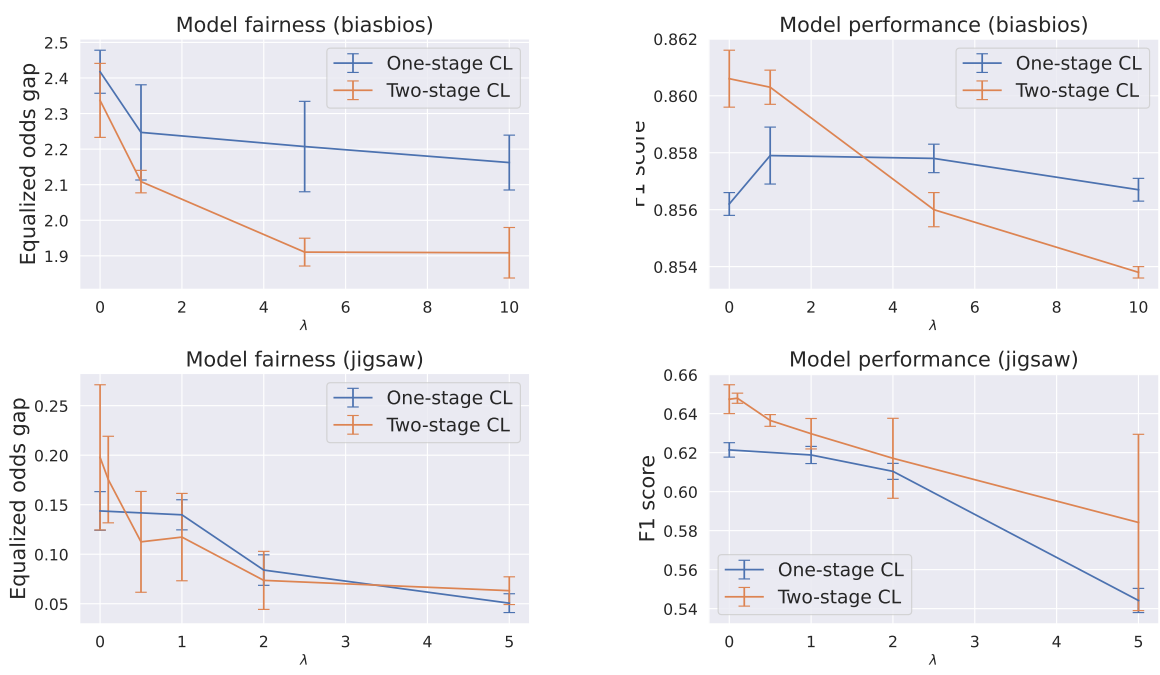 Model fairness (biasbios)
Equalized odds gap
2.5
2.4
2.3
2.2
2.1
2.0
1.9
One-stage CL
Two-stage CL
0 2 4 6 8 10
λ
Model performance (biasbios)
F1 score
0.862
0.860
0.858
0.856
0.854
One-stage CL
Two-stage CL
0 2 4 6 8 10
λ
Model fairness (jigsaw)
Equalized odds gap
0.25
0.20
0.15
0.10
0.05
One-stage CL
Two-stage CL
0 1 2 3 4 5
λ
Model performance (jigsaw)
F1 score
0.66
0.64
0.62
0.60
0.58
0.56
0.54
One-stage CL
Two-stage CL
0 1 2 3 4 5
λ